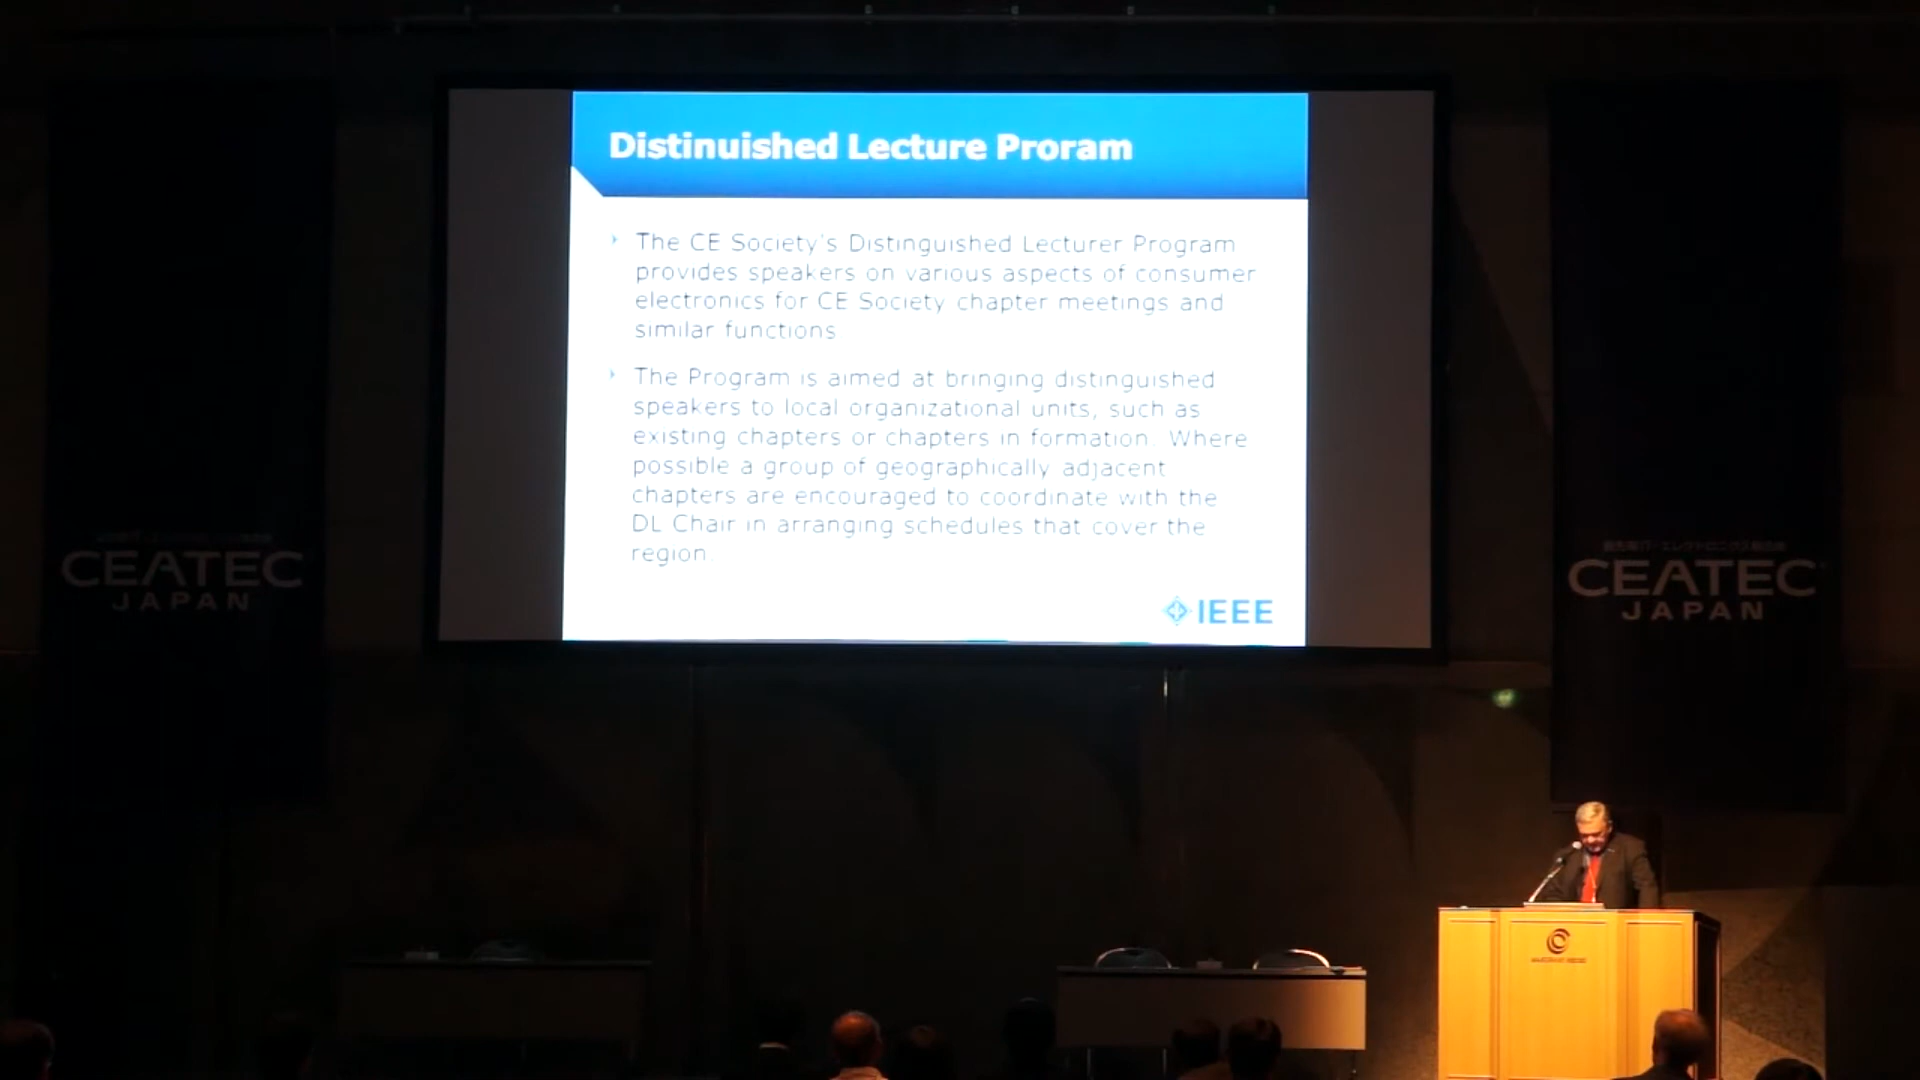 Distinuished Lecture Proram
The CE Society's Distinguished Lecturer Program
provides speakers on various aspects of consumer
electronics for CE Society chapter meetings and
similar functions
The Program is aimed at bringing distinguished
speakers to local organizational units, such as
existing chapters or chapters in formation. Where
possible a group of geographically adjacent
chapters are encouraged to coordinate with the
DL Chair in arranging schedules that cover the
region.
IEEE
CEATEC
JAPAN
CEATEC
JAPAN